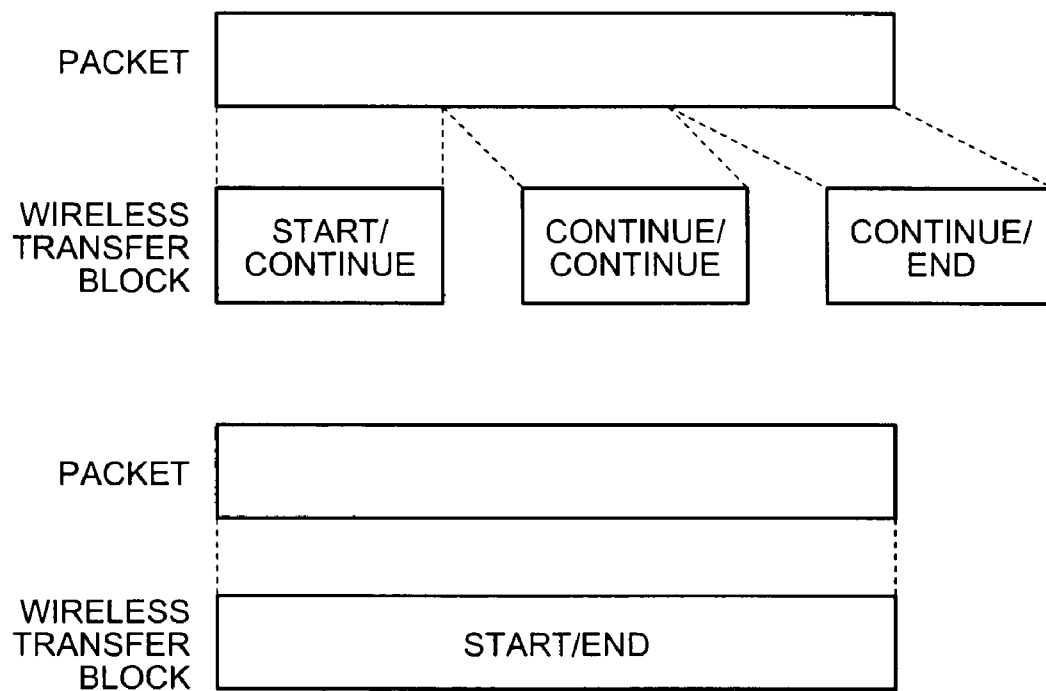 PACKET
WIRELESS
TRANSFER
BLOCK
START/
CONTINUE
CONTINUE/
CONTINUE
CONTINUE/
END
PACKET
WIRELESS
TRANSFER
BLOCK
START/END